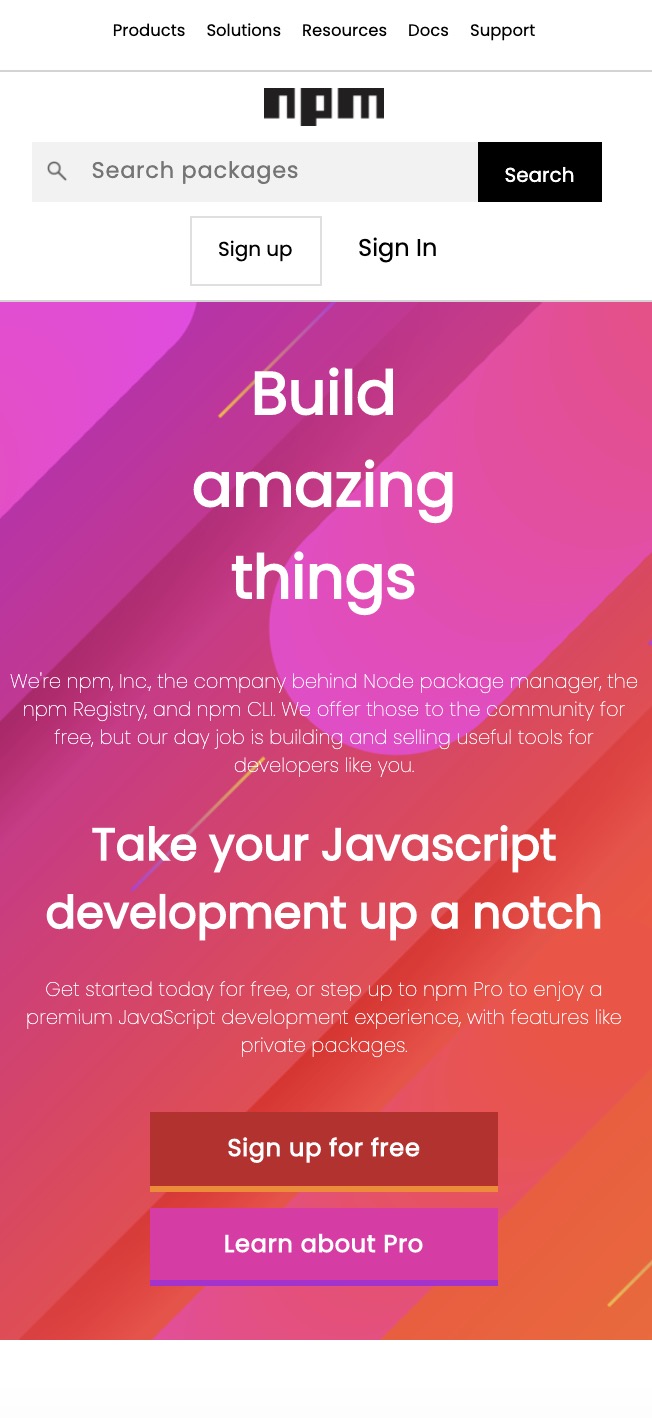 Products Solutions Resources Docs Support
npm
Search packages Search
Sign up Sign In
Build
amazing
things
We're npm, Inc., the company behind Node package manager, the
npm Registry, and npm CLI. We offer those to the community for
free, but our day job is building and selling useful tools for
developers like you.
Take your Javascript
development up a notch
Get started today for free, or step up to npm Pro to enjoy a
premium JavaScript development experience, with features like
private packages.
Sign up for free
Learn about Pro